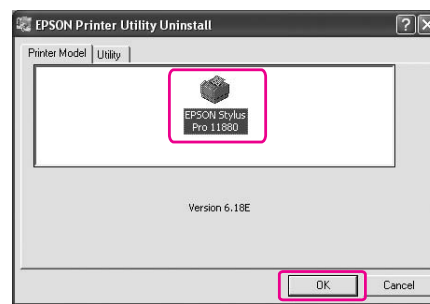 EPSON Printer Utility Uninstall
Printer Model
Utility
EPSON Stylus
Pro 11880
Version 6.18E
OK
Cancel